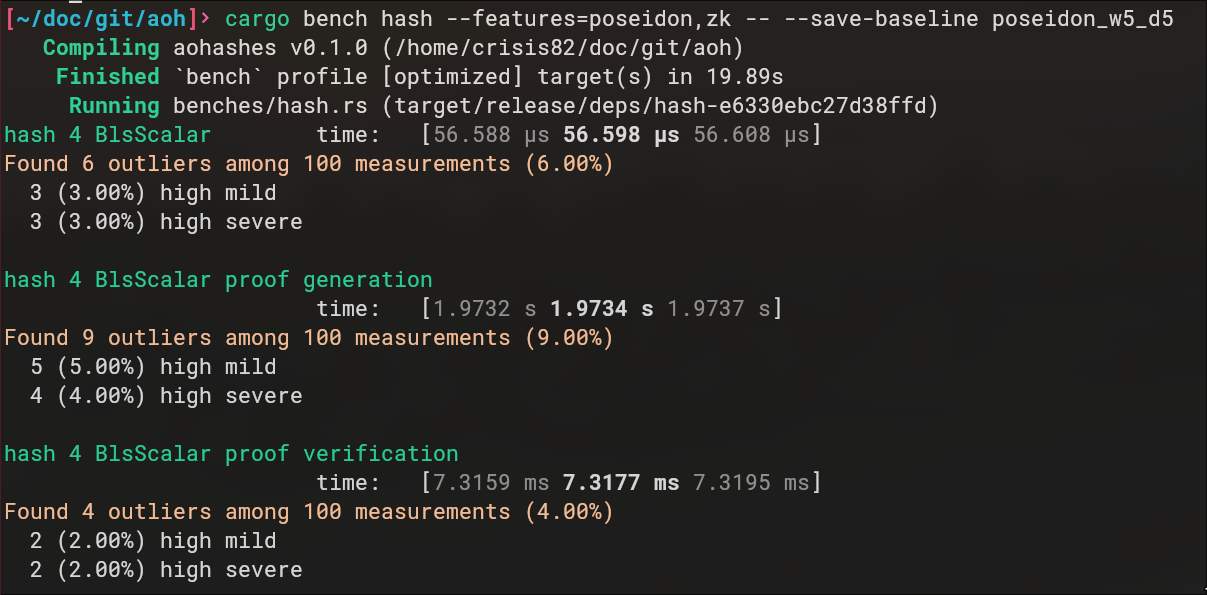 [~/doc/git/aoh]› cargo bench hash --features=poseidon,zk -- --save-baseline poseidon_w5_d5
   Compiling aohashes v0.1.0 (/home/crisis82/doc/git/aoh)
    Finished `bench` profile [optimized] target(s) in 19.89s
     Running benches/hash.rs (target/release/deps/hash-e6330ebc27d38ffd)
hash 4 BlsScalar        time:   [56.588 µs 56.598 µs 56.608 µs]
Found 6 outliers among 100 measurements (6.00%)
  3 (3.00%) high mild
  3 (3.00%) high severe

hash 4 BlsScalar proof generation
                        time:   [1.9732 s 1.9734 s 1.9737 s]
Found 9 outliers among 100 measurements (9.00%)
  5 (5.00%) high mild
  4 (4.00%) high severe

hash 4 BlsScalar proof verification
                        time:   [7.3159 ms 7.3177 ms 7.3195 ms]
Found 4 outliers among 100 measurements (4.00%)
  2 (2.00%) high mild
  2 (2.00%) high severe